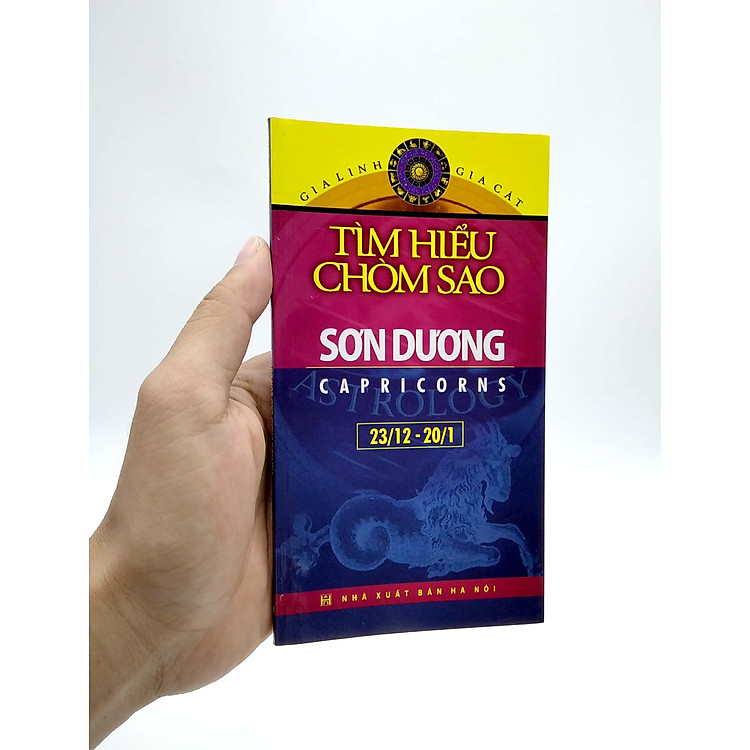 GIA LINH GIA CÁT
TÌM HIỂU
CHÒM SAO
SƠN DƯƠNG
CAPRICORNS
ASTROLOGY
23/12 - 20/1
NHÀ XUẤT BẢN HÀ NỘI